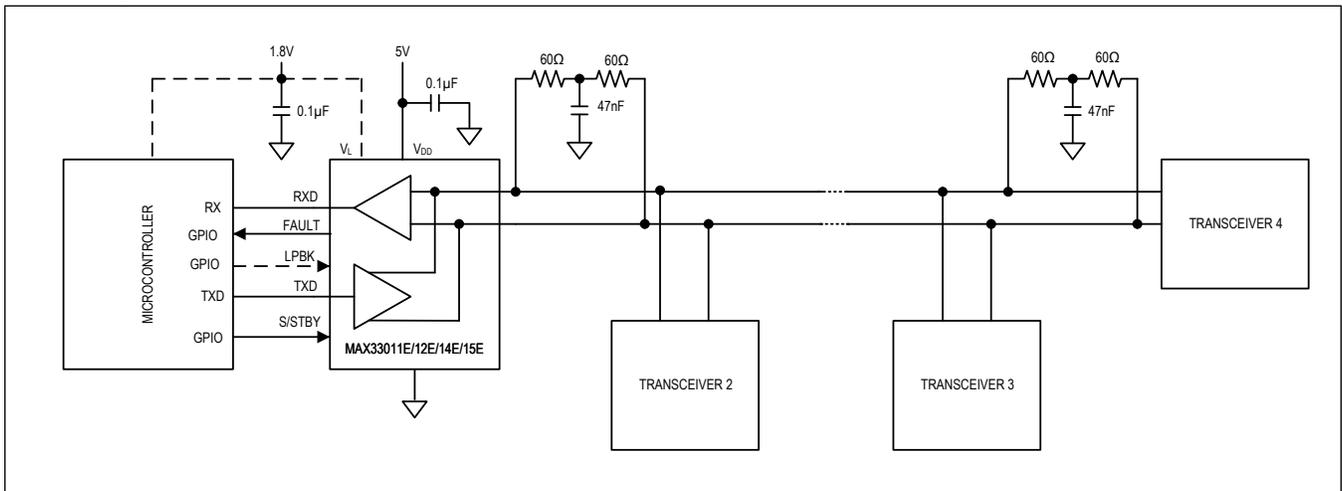 1.8V
5V
60Ω
60Ω
60Ω
60Ω
0.1µF
0.1µF
47nF
47nF
VL
VDD
MICROCONTROLLER
RX
RXD
GPIO
FAULT
GPIO
LPBK
TXD
TXD
GPIO
S/STBY
MAX33011E/12E/14E/15E
TRANSCEIVER 2
TRANSCEIVER 3
TRANSCEIVER 4